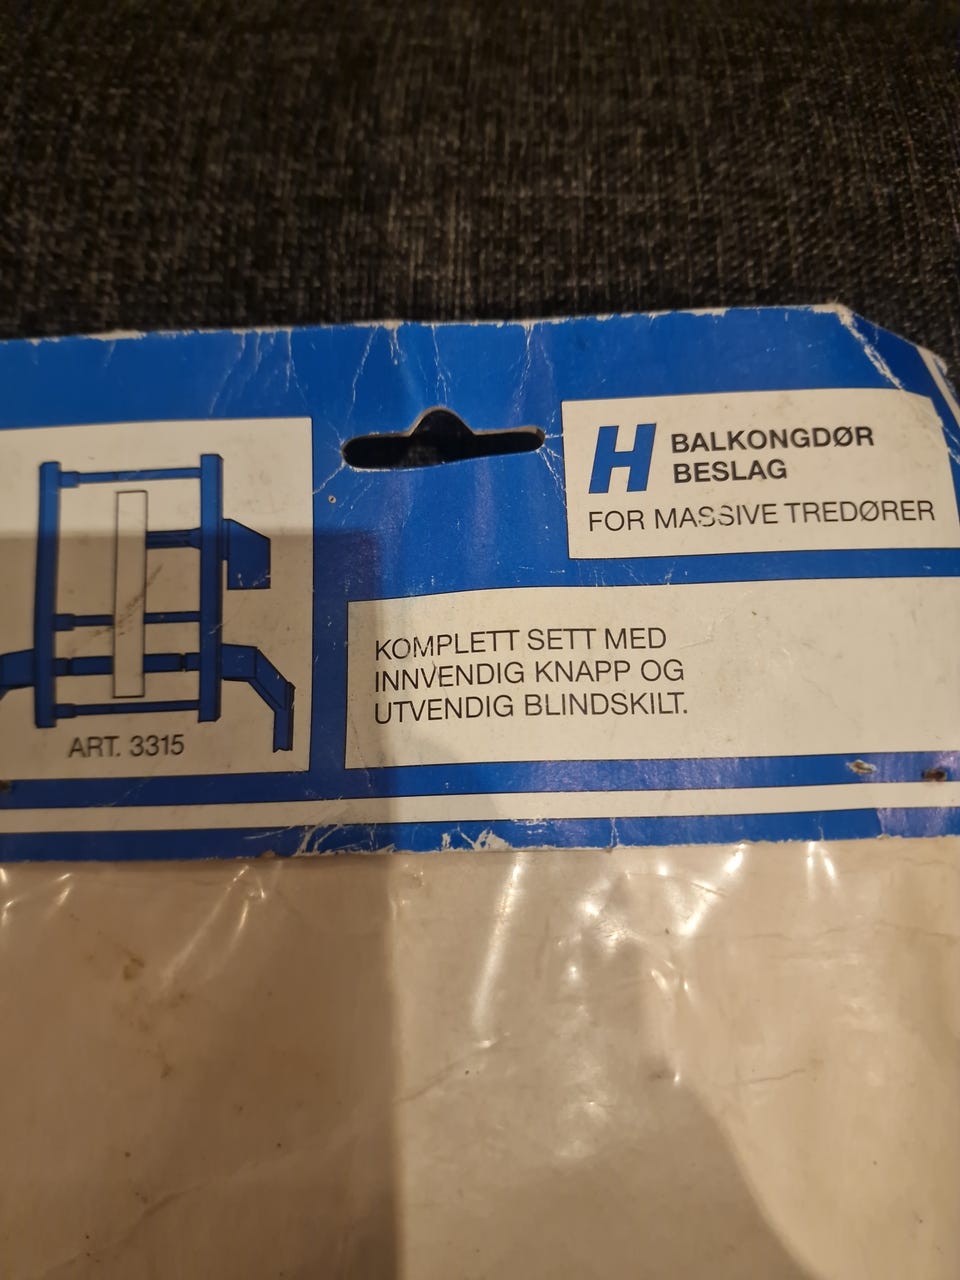 H BALKONGDØR
BESLAG
FOR MASSIVE TREDØRER
KOMPLETT SETT MED
INNVENDIG KNAPP OG
UTVENDIG BLINDSKILT.
ART. 3315